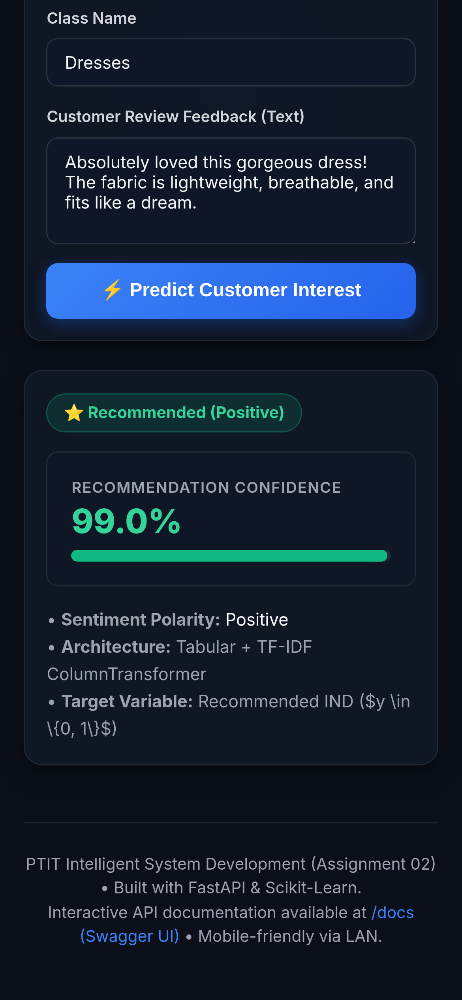 Class Name
Dresses
Customer Review Feedback (Text)
Absolutely loved this gorgeous dress!
The fabric is lightweight, breathable, and
fits like a dream.
⚡ Predict Customer Interest
⭐ Recommended (Positive)
RECOMMENDATION CONFIDENCE
99.0%
• Sentiment Polarity: Positive
• Architecture: Tabular + TF-IDF
ColumnTransformer
• Target Variable: Recommended IND ($y \in
\{0, 1\}$)
PTIT Intelligent System Development (Assignment 02)
• Built with FastAPI & Scikit-Learn.
Interactive API documentation available at /docs
(Swagger UI) • Mobile-friendly via LAN.